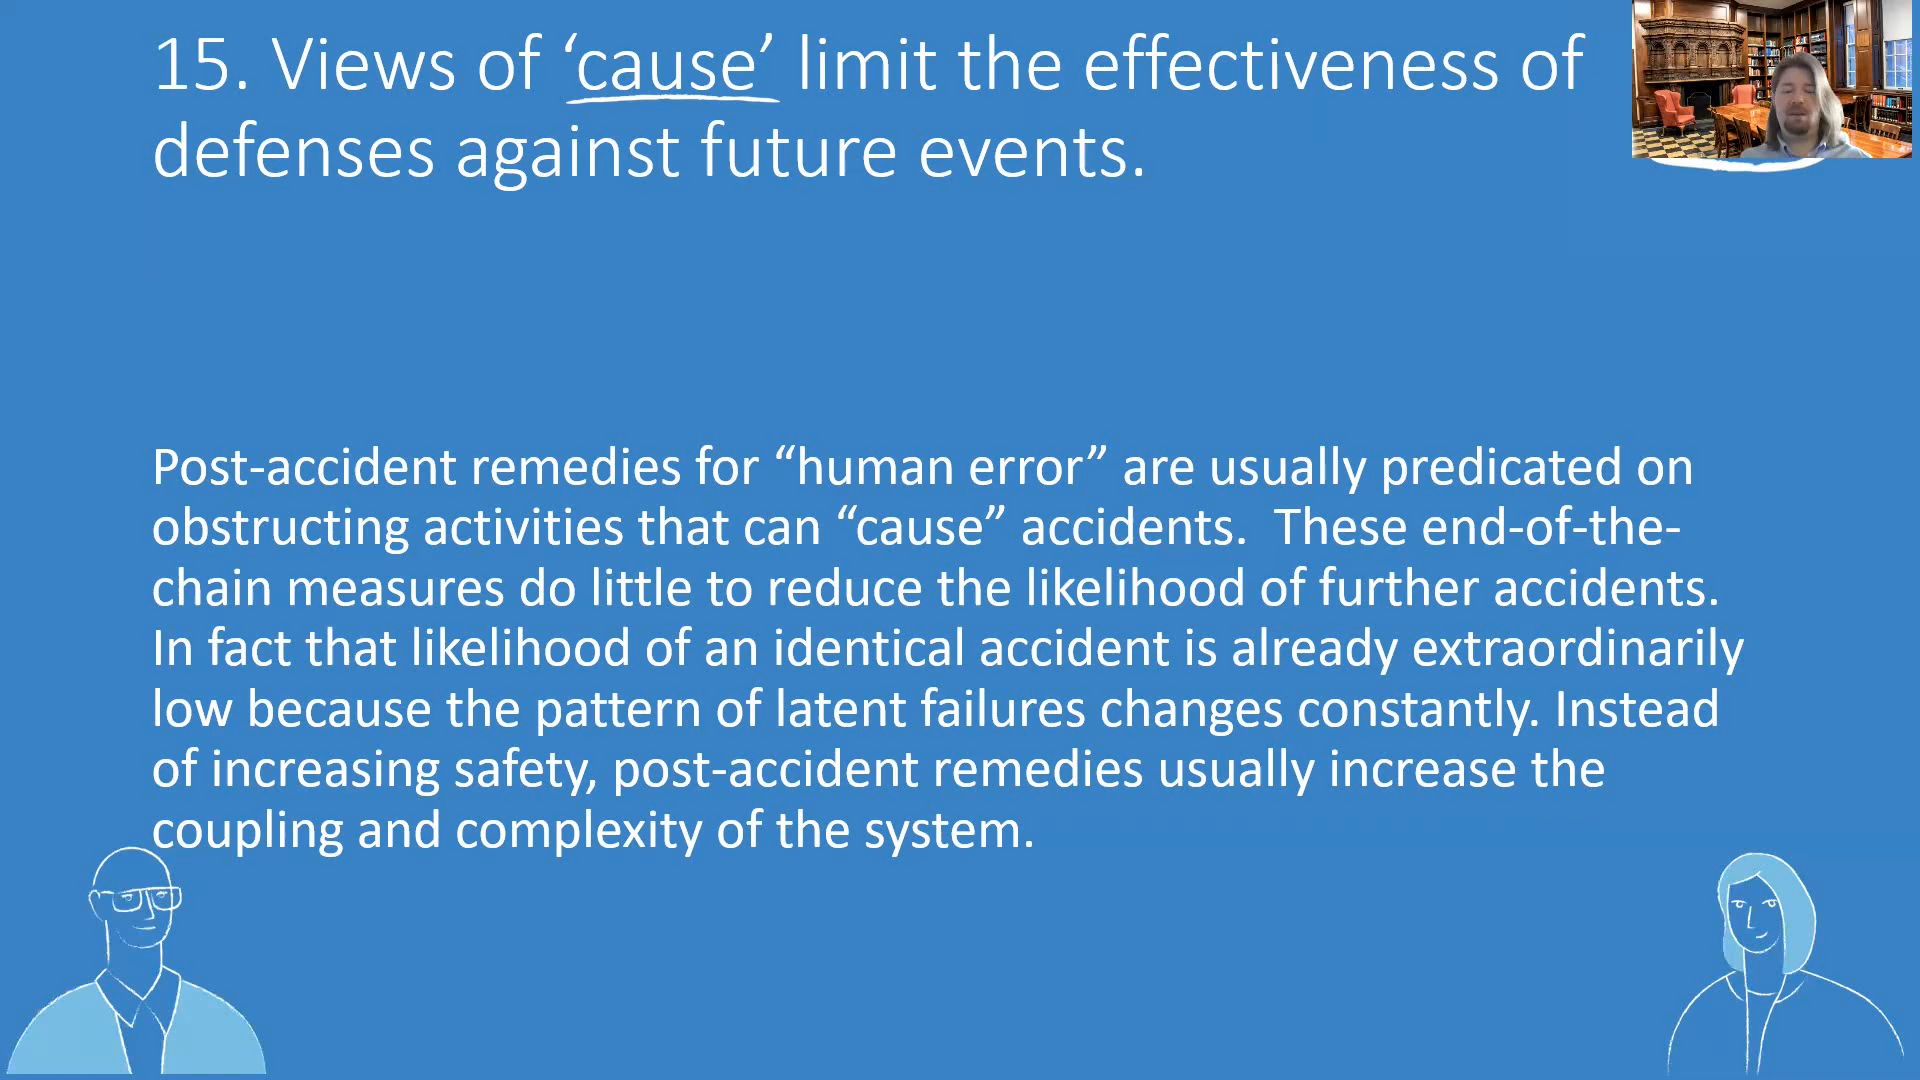 15. Views of ‘cause’ limit the effectiveness of
defenses against future events.
Post-accident remedies for “human error” are usually predicated on
obstructing activities that can “cause” accidents.  These end-of-the-
chain measures do little to reduce the likelihood of further accidents.
In fact that likelihood of an identical accident is already extraordinarily
low because the pattern of latent failures changes constantly. Instead
of increasing safety, post-accident remedies usually increase the
coupling and complexity of the system.